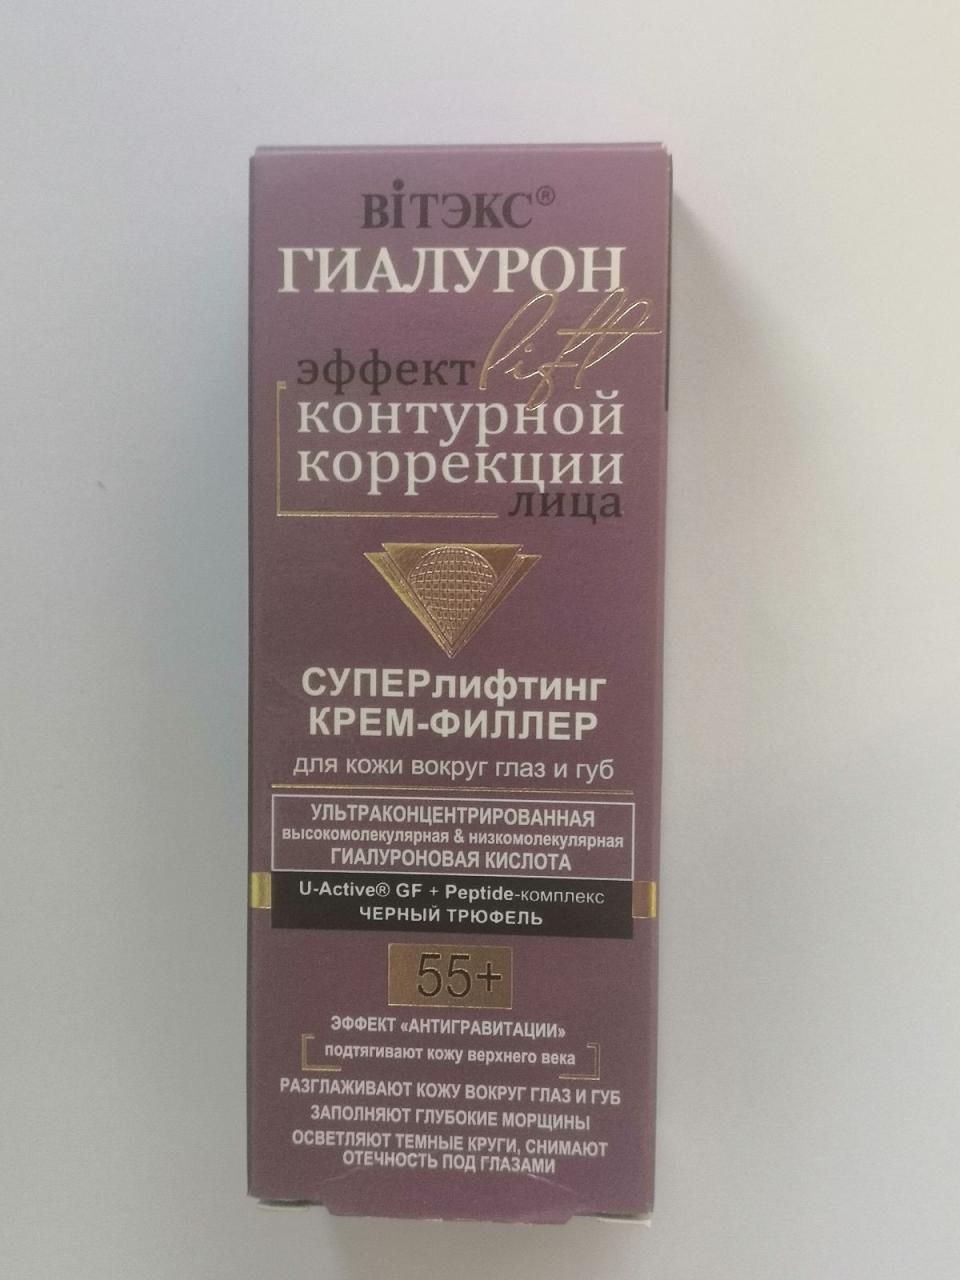 ВіТЭКС®
ГИАЛУРОН
lift
эффект
контурной
коррекции
лица
СУПЕРлифтинг
КРЕМ-ФИЛЛЕР
для кожи вокруг глаз и губ
УЛЬТРАКОНЦЕНТРИРОВАННАЯ
высокомолекулярная & низкомолекулярная
ГИАЛУРОНОВАЯ КИСЛОТА
U-Active® GF + Peptide-комплекс
ЧЕРНЫЙ ТРЮФЕЛЬ
55+
ЭФФЕКТ «АНТИГРАВИТАЦИИ»
подтягивают кожу верхнего века
РАЗГЛАЖИВАЮТ КОЖУ ВОКРУГ ГЛАЗ И ГУБ
ЗАПОЛНЯЮТ ГЛУБОКИЕ МОРЩИНЫ
ОСВЕТЛЯЮТ ТЕМНЫЕ КРУГИ, СНИМАЮТ
ОТЕЧНОСТЬ ПОД ГЛАЗАМИ